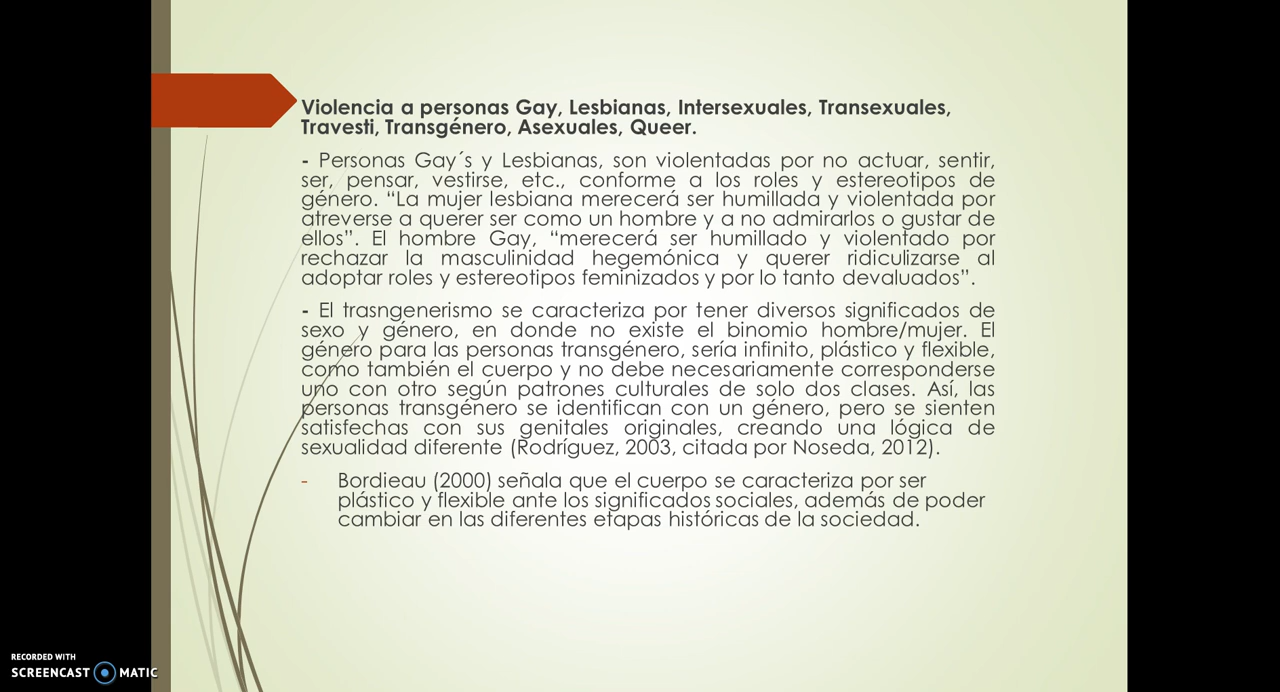 Violencia a personas Gay, Lesbianas, Intersexuales, Transexuales,
Travesti, Transgénero, Asexuales, Queer.
- Personas Gay´s y Lesbianas, son violentadas por no actuar, sentir,
ser, pensar, vestirse, etc., conforme a los roles y estereotipos de
género. “La mujer lesbiana merecerá ser humillada y violentada por
atreverse a querer ser como un hombre y a no admirarlos o gustar de
ellos”. El hombre Gay, “merecerá ser humillado y violentado por
rechazar la masculinidad hegemónica y querer ridiculizarse al
adoptar roles y estereotipos feminizados y por lo tanto devaluados”.
- El trasngenerismo se caracteriza por tener diversos significados de
sexo y género, en donde no existe el binomio hombre/mujer. El
género para las personas transgénero, sería infinito, plástico y flexible,
como también el cuerpo y no debe necesariamente corresponderse
uno con otro según patrones culturales de solo dos clases. Así, las
personas transgénero se identifican con un género, pero se sienten
satisfechas con sus genitales originales, creando una lógica de
sexualidad diferente (Rodríguez, 2003, citada por Noseda, 2012).
- Bordieau (2000) señala que el cuerpo se caracteriza por ser
plástico y flexible ante los significados sociales, además de poder
cambiar en las diferentes etapas históricas de la sociedad.
RECORDED WITH
SCREENCAST MATIC